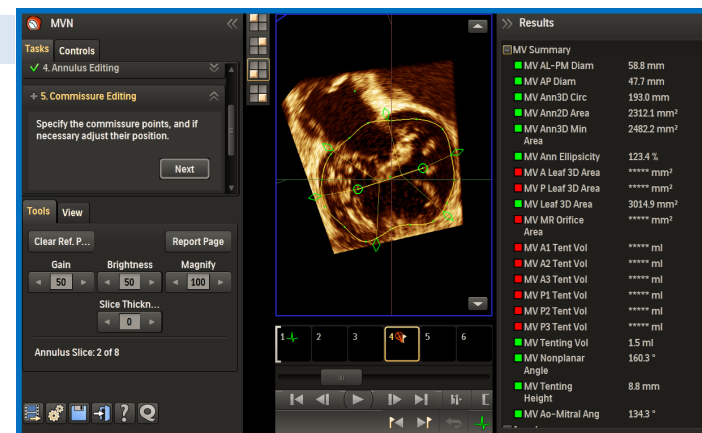 MVN
Tasks Controls
4. Annulus Editing
5. Commissure Editing
Specify the commissure points, and if
necessary adjust their position.
Next
Tools View
Clear Ref. P... Report Page
Gain Brightness Magnify
50 50 100
Slice Thickn...
0
Annulus Slice: 2 of 8
1 2 3 4 5 6
Results
MV Summary
MV AL-PM Diam 58.8 mm
MV AP Diam 47.7 mm
MV Ann3D Circ 193.0 mm
MV Ann2D Area 2312.1 mm²
MV Ann3D Min 2482.2 mm²
Area
MV Ann Ellipsicity 123.4 %
MV A Leaf 3D Area ***** mm²
MV P Leaf 3D Area ***** mm²
MV Leaf 3D Area 3014.9 mm²
MV MR Orifice ***** mm²
Area
MV A1 Tent Vol ***** ml
MV A2 Tent Vol ***** ml
MV A3 Tent Vol ***** ml
MV P1 Tent Vol ***** ml
MV P2 Tent Vol ***** ml
MV P3 Tent Vol ***** ml
MV Tenting Vol 1.5 ml
MV Nonplanar 160.3 °
Angle
MV Tenting 8.8 mm
Height
MV Ao-Mitral Ang 134.3 °